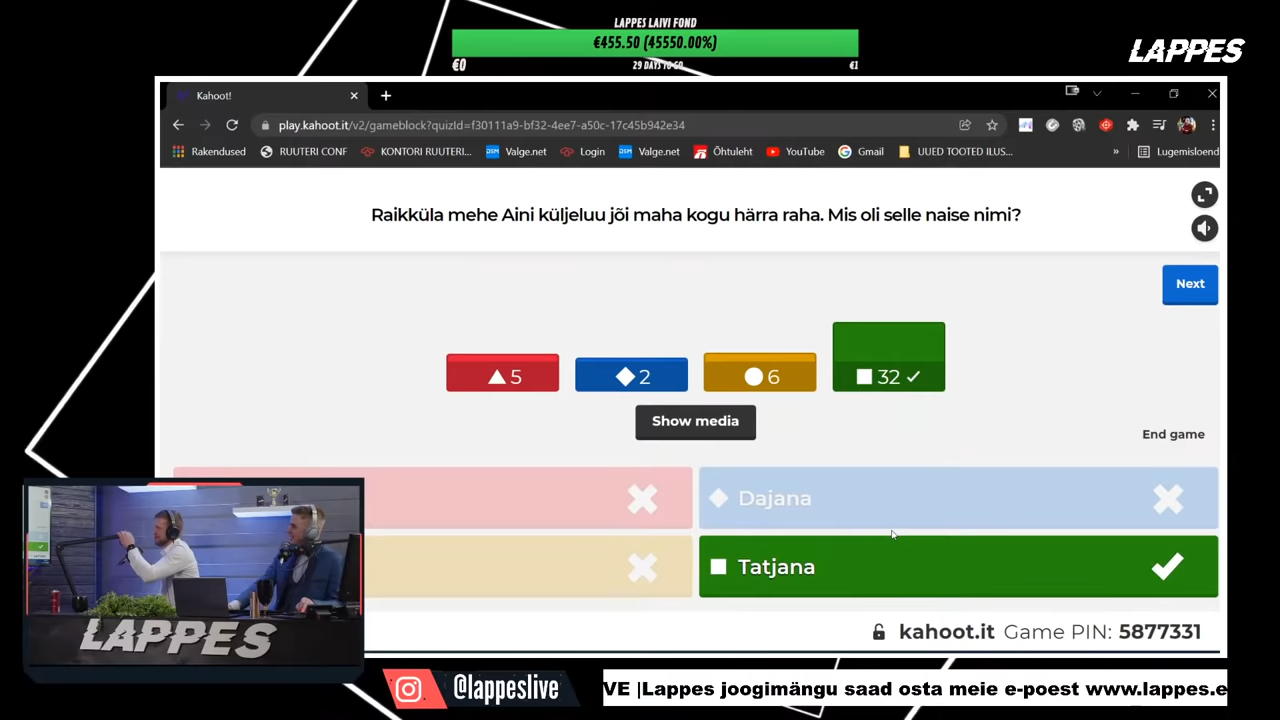 LAPPES LAIVI FOND
€455.50 (45550.00%)
€0
29 DAYS TO GO
€1
LAPPES
Kahoot!
play.kahoot.it/v2/gameblock?quizId=f30111a9-bf32-4ee7-a50c-17c45b942e34
Rakendused
RUUTERI CONF
KONTORI RUUTERI...
Valge.net
Login
Valge.net
Õhtuleht
YouTube
Gmail
UUED TOOTED ILUS...
»
Lugemisloend
Raikküla mehe Aini küljeluu jõi maha kogu härra raha. Mis oli selle naise nimi?
Next
5
2
6
32
Show media
End game
Dajana
Tatjana
kahoot.it Game PIN: 5877331
LAPPES
@lappeslive
VE |Lappes joogimängu saad osta meie e-poest www.lappes.e